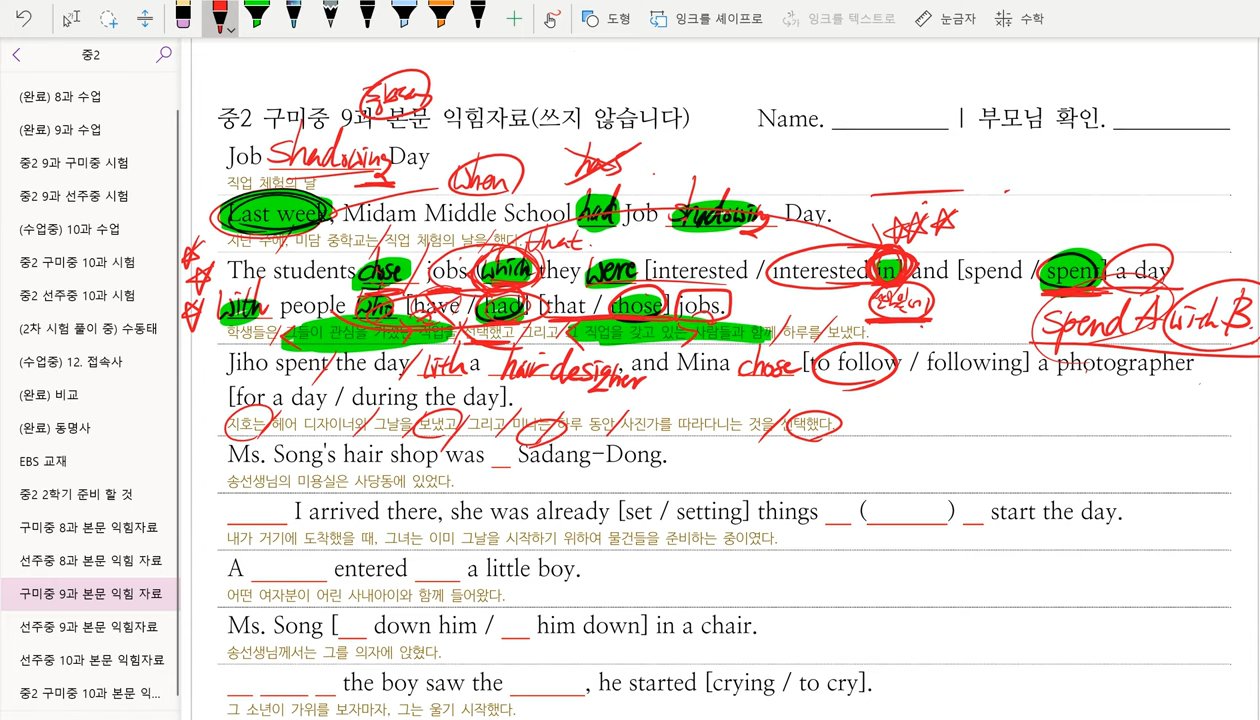 도형
잉크를 셰이프로
잉크를 텍스트로
눈금자
수학
중2
(완료) 8과 수업
(완료) 9과 수업
중2 9과 구미중 시험
중2 9과 선주중 시험
(수업중) 10과 수업
중2 구미중 10과 시험
중2 선주중 10과 시험
(2차 시험 풀이 중) 수동태
(수업중) 12. 접속사
(완료) 비교
(완료) 동명사
EBS 교재
중2 2학기 준비 할 것
구미중 8과 본문 익힘자료
선주중 8과 본문 익힘 자료
구미중 9과 본문 익힘 자료
선주중 9과 본문 익힘자료
선주중 10과 본문 익힘자료
중2 구미중 10과 본문 익...
중2 구미중 9과 본문 익힘자료(쓰지 않습니다) Name. ________ | 부모님 확인. ________
Job Shadowing Day
직업 체험의 날
when
Last week, Midam Middle School had Job Shadowing Day.
지난 주에, 미담 중학교는 직업 체험의 날을 했다.
that.
The students chose jobs (which they were [interested / interested in] and [spend / spent] a day
with people who [have / had] [that / those] jobs.
spend A with B.
학생들은 그들이 관심을 가졌던 직업을 선택했고 그리고 그 직업을 갖고 있는 사람들과 함께 하루를 보냈다.
Jiho spent the day with a hair designer, and Mina chose [to follow / following] a photographer
[for a day / during the day].
지호는 헤어 디자이너와 그날을 보냈고 그리고 미나는 하루 동안 사진가를 따라다니는 것을 선택했다.
Ms. Song's hair shop was __ Sadang-Dong.
송선생님의 미용실은 사당동에 있었다.
_____ I arrived there, she was already [set / setting] things __ (_______) __ start the day.
내가 거기에 도착했을 때, 그녀는 이미 그날을 시작하기 위하여 물건들을 준비하는 중이였다.
A ______ entered ____ a little boy.
어떤 여자분이 어린 사내아이와 함께 들어왔다.
Ms. Song [__ down him / __ him down] in a chair.
송선생님께서는 그를 의자에 앉혔다.
__ ____ __ the boy saw the ______, he started [crying / to cry].
그 소년이 가위를 보자마자, 그는 울기 시작했다.